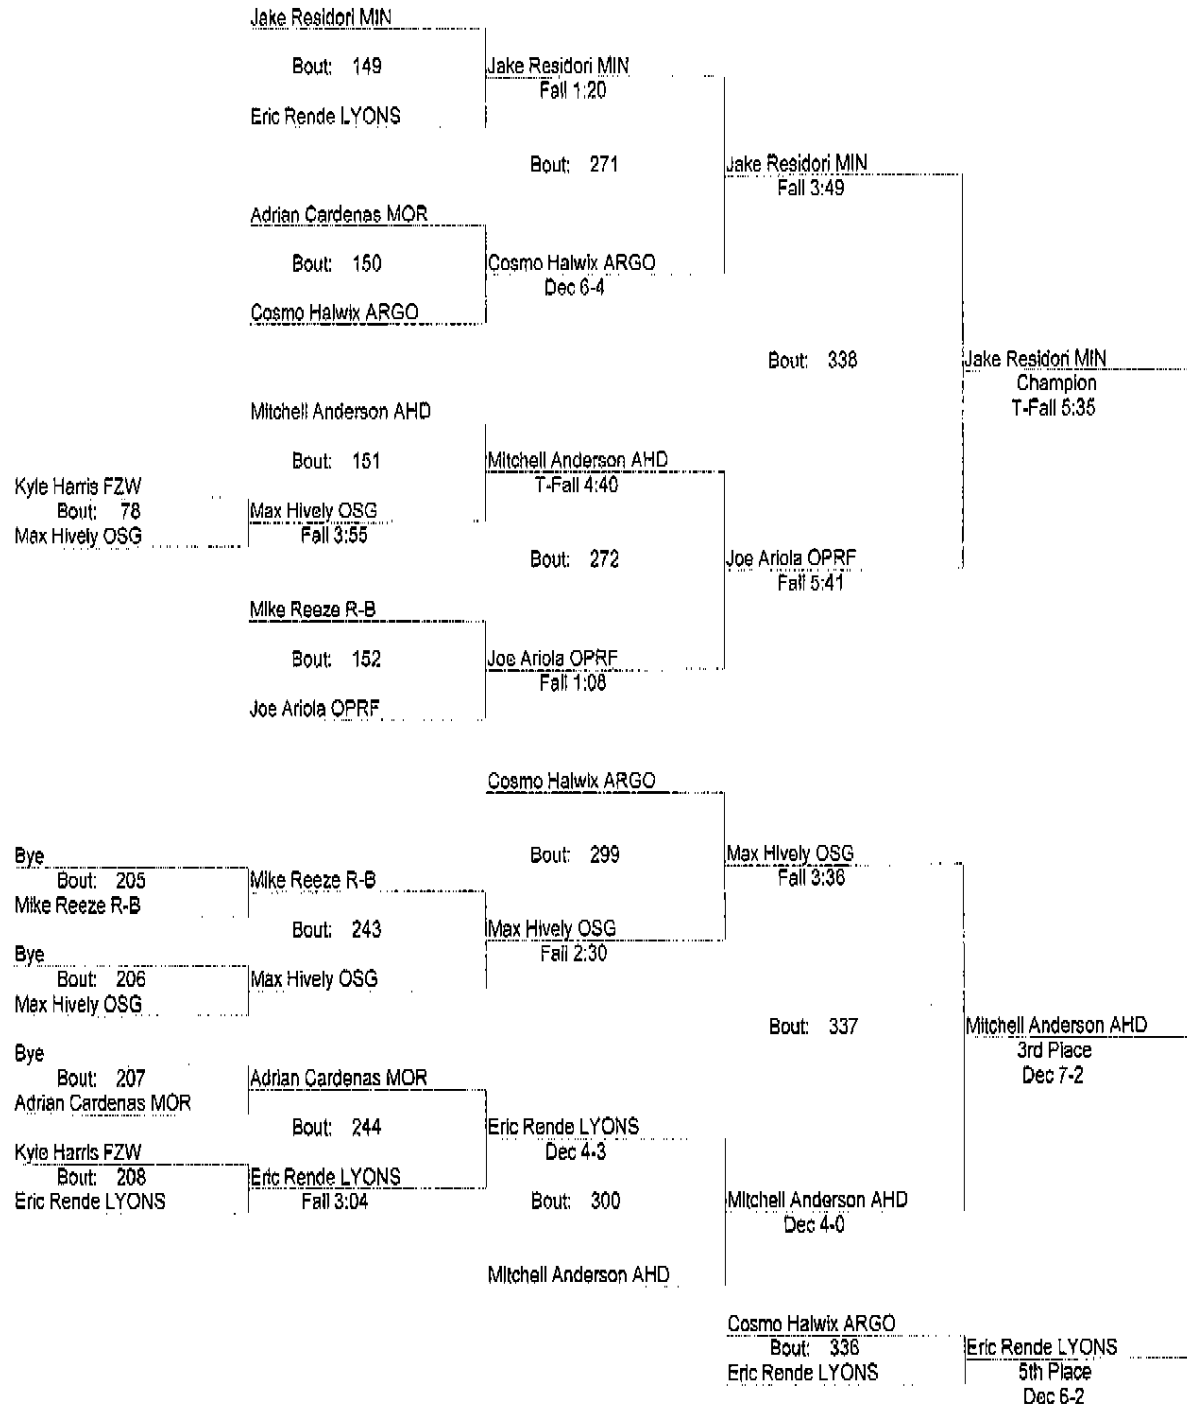 Jake Residori MIN
Bout: 149
Jake Residori MIN
Fall 1:20
Eric Rende LYONS
Bout: 271
Jake Residori MIN
Fall 3:49
Adrian Cardenas MOR
Bout: 150
Cosmo Halwix ARGO
Dec 6-4
Cosmo Halwix ARGO
Bout: 338
Jake Residori MIN
Champion
T-Fall 5:35
Mitchell Anderson AHD
Bout: 151
Mitchell Anderson AHD
T-Fall 4:40
Kyle Harris FZW
Bout: 78
Max Hively OSG
Max Hively OSG
Fall 3:55
Bout: 272
Joe Ariola OPRF
Fall 5:41
Mike Reeze R-B
Bout: 152
Joe Ariola OPRF
Fall 1:08
Joe Ariola OPRF
Cosmo Halwix ARGO
Bout: 299
Max Hively OSG
Fall 3:36
Bye
Bout: 205
Mike Reeze R-B
Mike Reeze R-B
Bout: 243
Max Hively OSG
Fall 2:30
Bye
Bout: 206
Max Hively OSG
Max Hively OSG
Bout: 337
Mitchell Anderson AHD
3rd Place
Dec 7-2
Bye
Bout: 207
Adrian Cardenas MOR
Adrian Cardenas MOR
Bout: 244
Eric Rende LYONS
Dec 4-3
Kyle Harris FZW
Bout: 208
Eric Rende LYONS
Eric Rende LYONS
Fall 3:04
Bout: 300
Mitchell Anderson AHD
Dec 4-0
Mitchell Anderson AHD
Cosmo Halwix ARGO
Bout: 336
Eric Rende LYONS
Eric Rende LYONS
5th Place
Dec 6-2